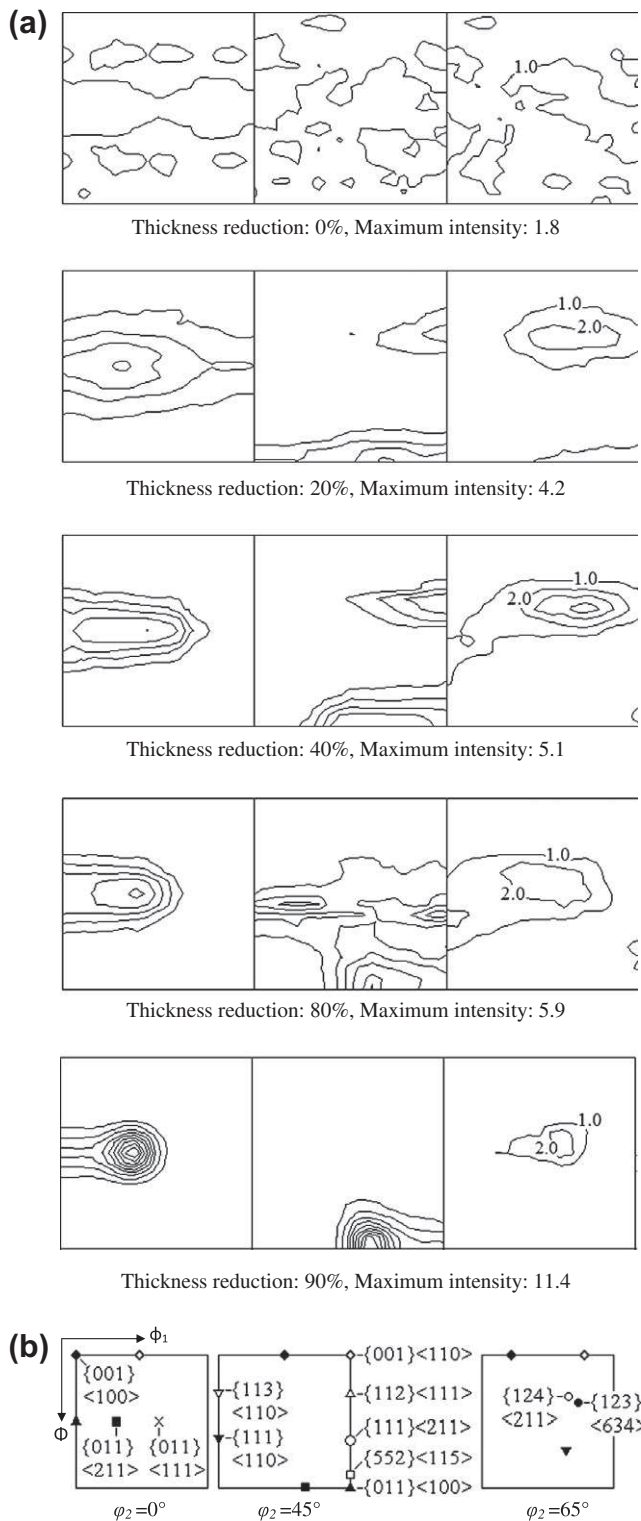 (a)
1.0
Thickness reduction: 0%, Maximum intensity: 1.8
1.0
2.0
Thickness reduction: 20%, Maximum intensity: 4.2
1.0
2.0
Thickness reduction: 40%, Maximum intensity: 5.1
1.0
2.0
Thickness reduction: 80%, Maximum intensity: 5.9
1.0
2.0
Thickness reduction: 90%, Maximum intensity: 11.4
(b)
ϕ1
Φ
{001}
<100>
{011}
<211>
{011}
<111>
φ2=0°
{113}
<110>
{111}
<110>
{001}<110>
{112}<111>
{111}<211>
{552}<115>
{011}<100>
φ2=45°
{124}
<211>
{123}
<634>
φ2=65°